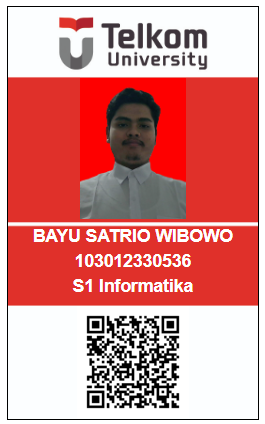 Telkom
University
BAYU SATRIO WIBOWO
103012330536
S1 Informatika